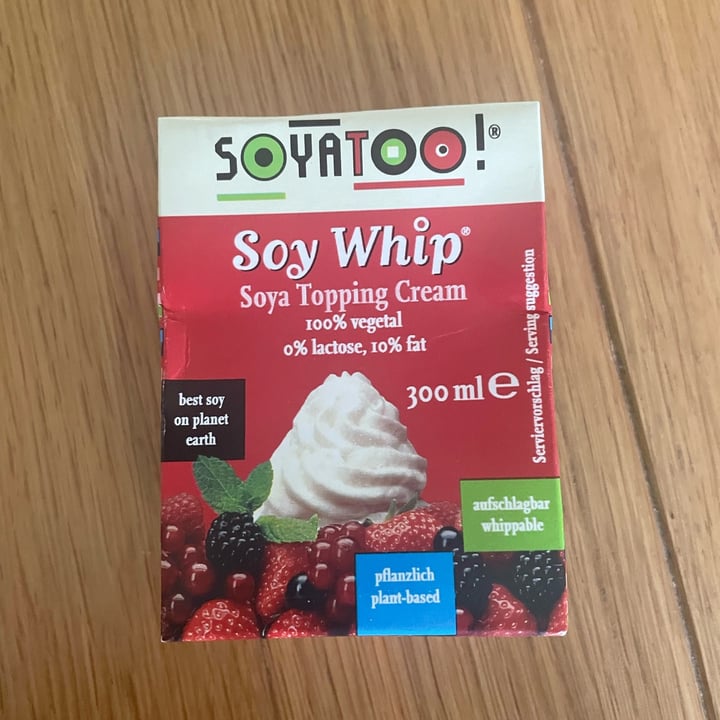 SOYATOO!®
Soy Whip®
Soya Topping Cream
100% vegetal
0% lactose, 10% fat
300 ml e
Serviervorschlag / Serving suggestion
best soy
on planet
earth
aufschlagbar
whippable
pflanzlich
plant-based